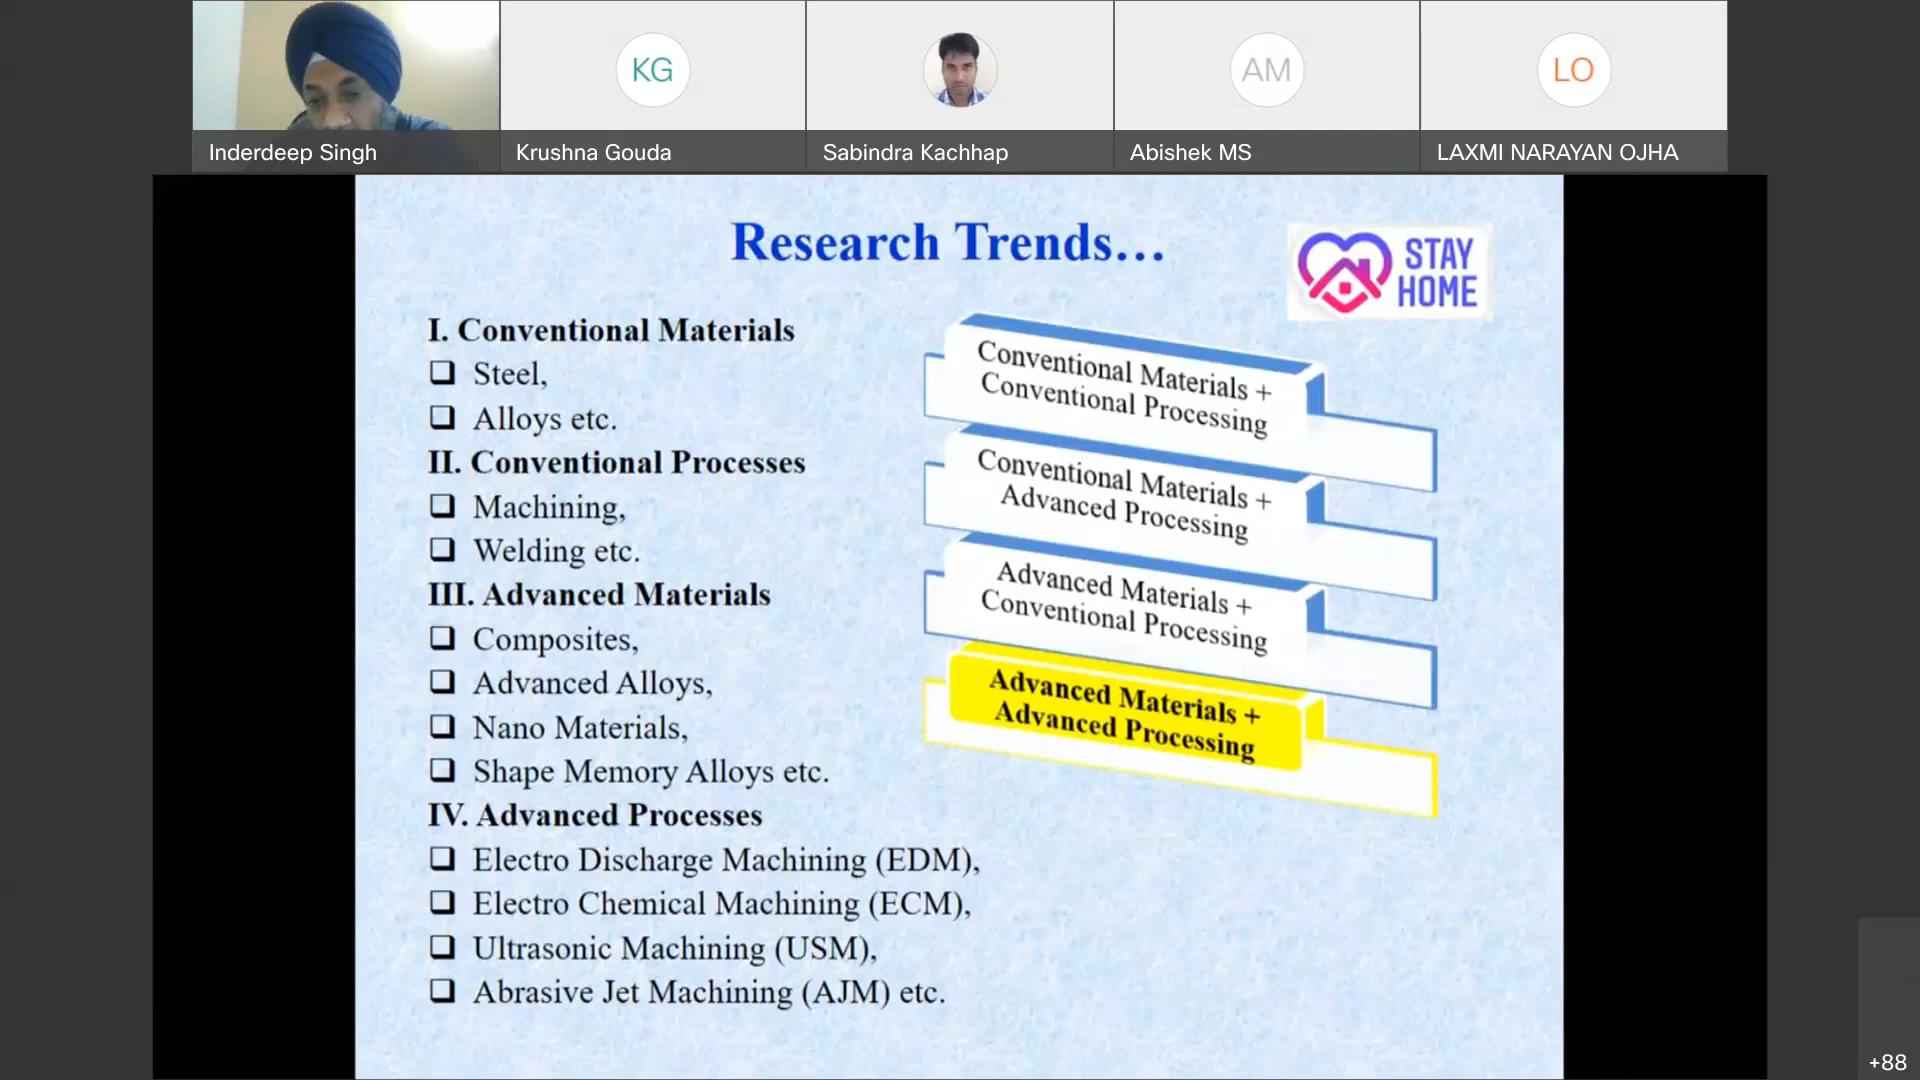 KG
AM
LO
Inderdeep Singh
Krushna Gouda
Sabindra Kachhap
Abishek MS
LAXMI NARAYAN OJHA
Research Trends...
STAY
HOME
I. Conventional Materials
Steel,
Alloys etc.
II. Conventional Processes
Machining,
Welding etc.
III. Advanced Materials
Composites,
Advanced Alloys,
Nano Materials,
Shape Memory Alloys etc.
IV. Advanced Processes
Electro Discharge Machining (EDM),
Electro Chemical Machining (ECM),
Ultrasonic Machining (USM),
Abrasive Jet Machining (AJM) etc.
Conventional Materials +
Conventional Processing
Conventional Materials +
Advanced Processing
Advanced Materials +
Conventional Processing
Advanced Materials +
Advanced Processing
+88